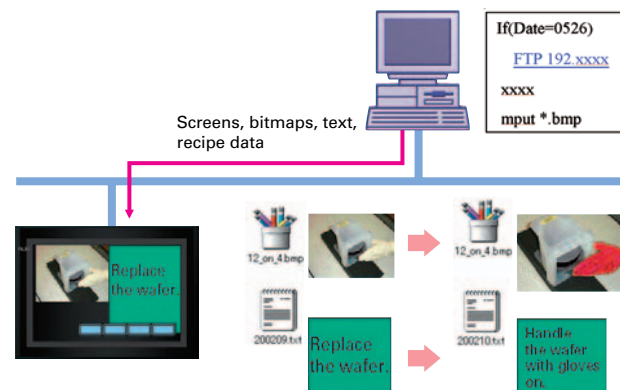 If(Date=0526)
FTP 192.xxxx
xxxx
mput *.bmp
Screens, bitmaps, text,
recipe data
Replace
the wafer.
12_on_4.bmp
12_on_4.bmp
200209.txt
200210.txt
Replace
the wafer.
Handle
the wafer
with gloves
on.